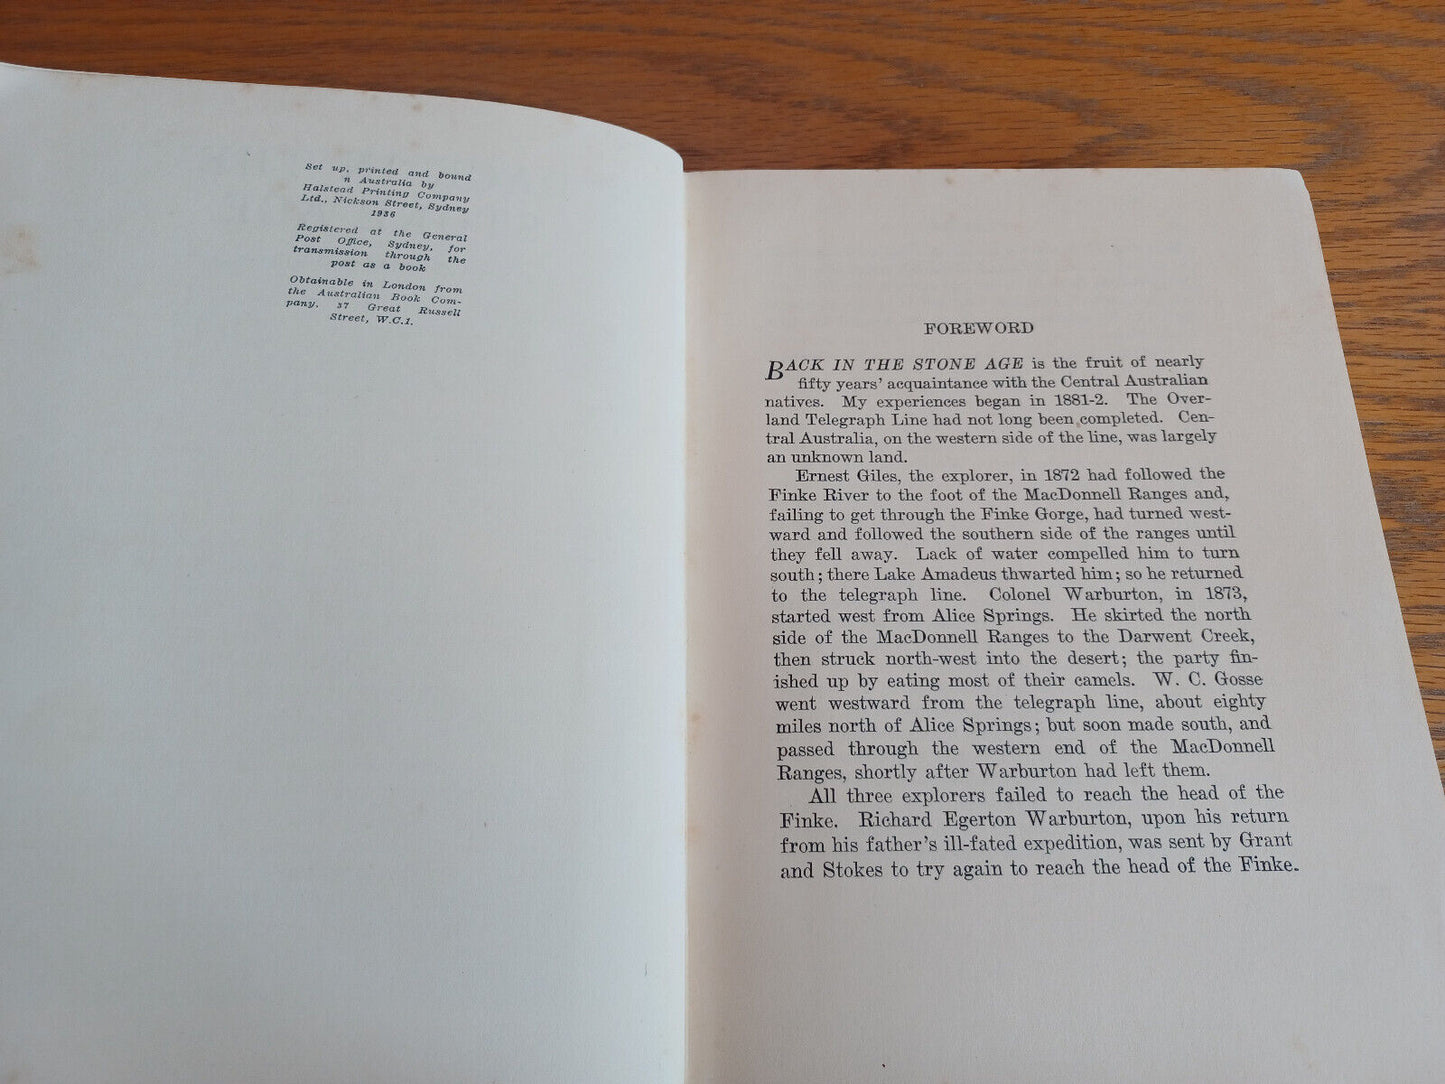 Set up, printed and bound
n Australia by
Halstead Printing Company
Ltd., Nickson Street, Sydney
1936
Registered at the General
Post Office, Sydney, for
transmission through the
post as a book
Obtainable in London from
the Australian Book Com-
pany, 37 Great Russell
Street, W.C.1.
FOREWORD
BACK IN THE STONE AGE is the fruit of nearly
fifty years' acquaintance with the Central Australian
natives. My experiences began in 1881-2. The Over-
land Telegraph Line had not long been completed. Cen-
tral Australia, on the western side of the line, was largely
an unknown land.
Ernest Giles, the explorer, in 1872 had followed the
Finke River to the foot of the MacDonnell Ranges and,
failing to get through the Finke Gorge, had turned west-
ward and followed the southern side of the ranges until
they fell away. Lack of water compelled him to turn
south; there Lake Amadeus thwarted him; so he returned
to the telegraph line. Colonel Warburton, in 1873,
started west from Alice Springs. He skirted the north
side of the MacDonnell Ranges to the Darwent Creek,
then struck north-west into the desert; the party fin-
ished up by eating most of their camels. W. C. Gosse
went westward from the telegraph line, about eighty
miles north of Alice Springs; but soon made south, and
passed through the western end of the MacDonnell
Ranges, shortly after Warburton had left them.
All three explorers failed to reach the head of the
Finke. Richard Egerton Warburton, upon his return
from his father's ill-fated expedition, was sent by Grant
and Stokes to try again to reach the head of the Finke.